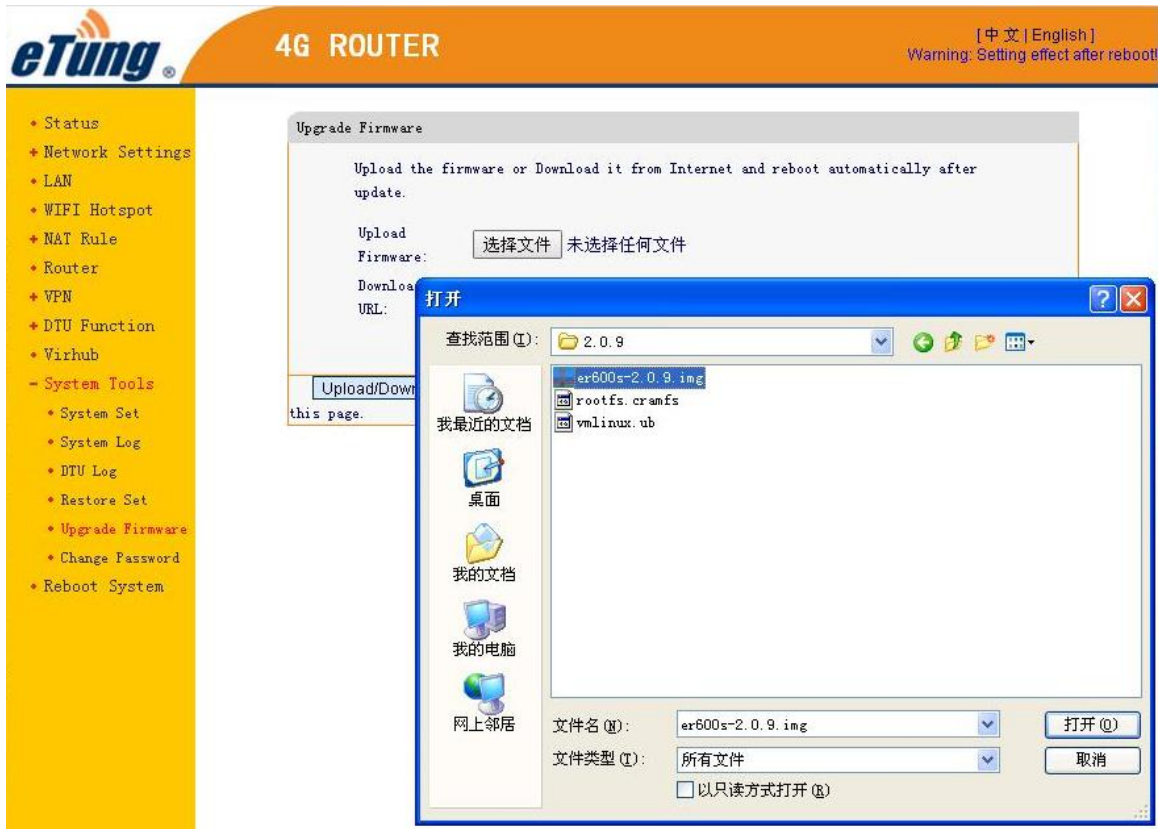 eTung ®
4G ROUTER
[ 中 文 | English ]
Warning: Setting effect after reboot!
Status
Network Settings
LAN
WIFI Hotspot
NAT Rule
Router
VPN
DTU Function
Virhub
System Tools
System Set
System Log
DTU Log
Restore Set
Upgrade Firmware
Change Password
Reboot System
Upgrade Firmware
Upload the firmware or Download it from Internet and reboot automatically after
update.
Upload
Firmware:
选择文件 未选择任何文件
Downloa
URL:
Upload/Down
this page.
打开
查找范围(I):
2.0.9
我最近的文档
桌面
我的文档
我的电脑
网上邻居
er600s-2.0.9.img
rootfs.cramfs
vmlinux.ub
文件名(N):
er600s-2.0.9.img
打开(O)
文件类型(T):
所有文件
取消
以只读方式打开(R)